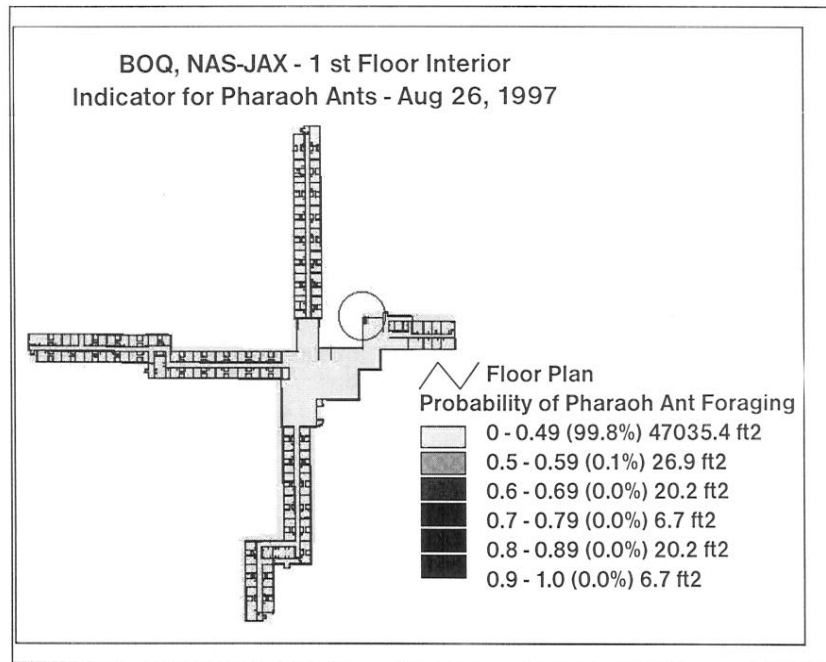 BOQ, NAS-JAX - 1 st Floor Interior
Indicator for Pharaoh Ants - Aug 26, 1997
Floor Plan
Probability of Pharaoh Ant Foraging
0 - 0.49 (99.8%) 47035.4 ft2
0.5 - 0.59 (0.1%) 26.9 ft2
0.6 - 0.69 (0.0%) 20.2 ft2
0.7 - 0.79 (0.0%) 6.7 ft2
0.8 - 0.89 (0.0%) 20.2 ft2
0.9 - 1.0 (0.0%) 6.7 ft2